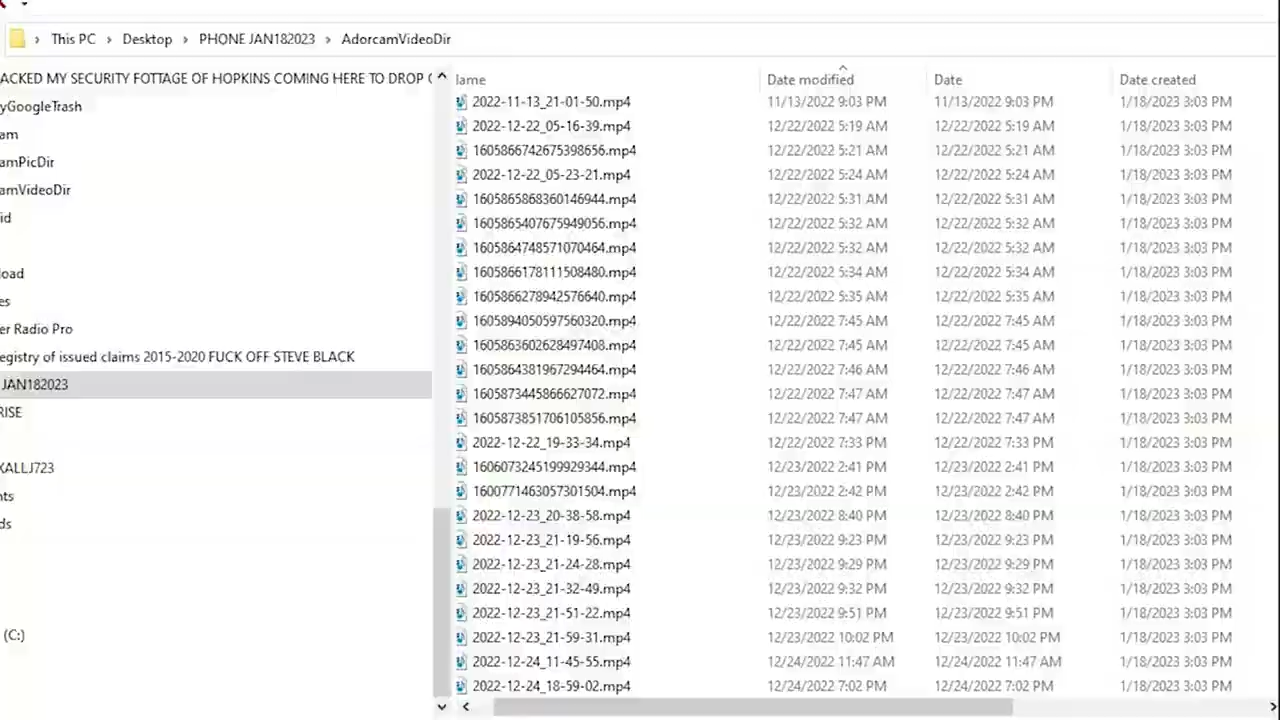 This PC › Desktop › PHONE JAN182023 › AdorcamVideoDir
ACKED MY SECURITY FOTTAGE OF HOPKINS COMING HERE TO DROP
yGoogleTrash
am
amPicDir
amVideoDir
id
oad
es
er Radio Pro
egistry of issued claims 2015-2020 FUCK OFF STEVE BLACK
JAN182023
RISE
KALLJ723
nts
ds
(C:)
lame Date modified Date Date created
2022-11-13_21-01-50.mp4 11/13/2022 9:03 PM 11/13/2022 9:03 PM 1/18/2023 3:03 PM
2022-12-22_05-16-39.mp4 12/22/2022 5:19 AM 12/22/2022 5:19 AM 1/18/2023 3:03 PM
1605866742675398656.mp4 12/22/2022 5:21 AM 12/22/2022 5:21 AM 1/18/2023 3:03 PM
2022-12-22_05-23-21.mp4 12/22/2022 5:24 AM 12/22/2022 5:24 AM 1/18/2023 3:03 PM
1605865868360146944.mp4 12/22/2022 5:31 AM 12/22/2022 5:31 AM 1/18/2023 3:03 PM
1605865407675949056.mp4 12/22/2022 5:32 AM 12/22/2022 5:32 AM 1/18/2023 3:03 PM
1605864748571070464.mp4 12/22/2022 5:32 AM 12/22/2022 5:32 AM 1/18/2023 3:03 PM
1605866178111508480.mp4 12/22/2022 5:34 AM 12/22/2022 5:34 AM 1/18/2023 3:03 PM
1605866278942576640.mp4 12/22/2022 5:35 AM 12/22/2022 5:35 AM 1/18/2023 3:03 PM
1605894050597560320.mp4 12/22/2022 7:45 AM 12/22/2022 7:45 AM 1/18/2023 3:03 PM
1605863602628497408.mp4 12/22/2022 7:45 AM 12/22/2022 7:45 AM 1/18/2023 3:03 PM
1605864381967294464.mp4 12/22/2022 7:46 AM 12/22/2022 7:46 AM 1/18/2023 3:03 PM
1605873445866627072.mp4 12/22/2022 7:47 AM 12/22/2022 7:47 AM 1/18/2023 3:03 PM
1605873851706105856.mp4 12/22/2022 7:47 AM 12/22/2022 7:47 AM 1/18/2023 3:03 PM
2022-12-22_19-33-34.mp4 12/22/2022 7:33 PM 12/22/2022 7:33 PM 1/18/2023 3:03 PM
1606073245199929344.mp4 12/23/2022 2:41 PM 12/23/2022 2:41 PM 1/18/2023 3:03 PM
1600771463057301504.mp4 12/23/2022 2:42 PM 12/23/2022 2:42 PM 1/18/2023 3:03 PM
2022-12-23_20-38-58.mp4 12/23/2022 8:40 PM 12/23/2022 8:40 PM 1/18/2023 3:03 PM
2022-12-23_21-19-56.mp4 12/23/2022 9:23 PM 12/23/2022 9:23 PM 1/18/2023 3:03 PM
2022-12-23_21-24-28.mp4 12/23/2022 9:29 PM 12/23/2022 9:29 PM 1/18/2023 3:03 PM
2022-12-23_21-32-49.mp4 12/23/2022 9:32 PM 12/23/2022 9:32 PM 1/18/2023 3:03 PM
2022-12-23_21-51-22.mp4 12/23/2022 9:51 PM 12/23/2022 9:51 PM 1/18/2023 3:03 PM
2022-12-23_21-59-31.mp4 12/23/2022 10:02 PM 12/23/2022 10:02 PM 1/18/2023 3:03 PM
2022-12-24_11-45-55.mp4 12/24/2022 11:47 AM 12/24/2022 11:47 AM 1/18/2023 3:03 PM
2022-12-24_18-59-02.mp4 12/24/2022 7:02 PM 12/24/2022 7:02 PM 1/18/2023 3:03 PM